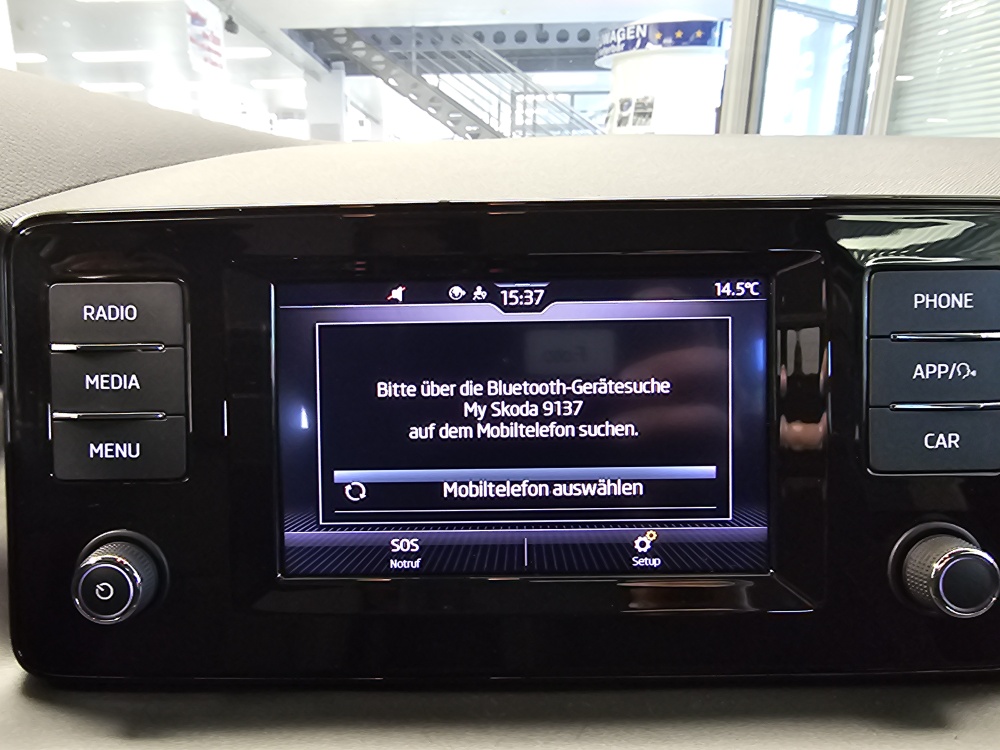 WAGEN
RADIO
MEDIA
MENU
15:37
14.5°C
Bitte über die Bluetooth-Gerätesuche
My Skoda 9137
auf dem Mobiltelefon suchen.
Mobiltelefon auswählen
SOS
Notruf
Setup
PHONE
APP/
CAR